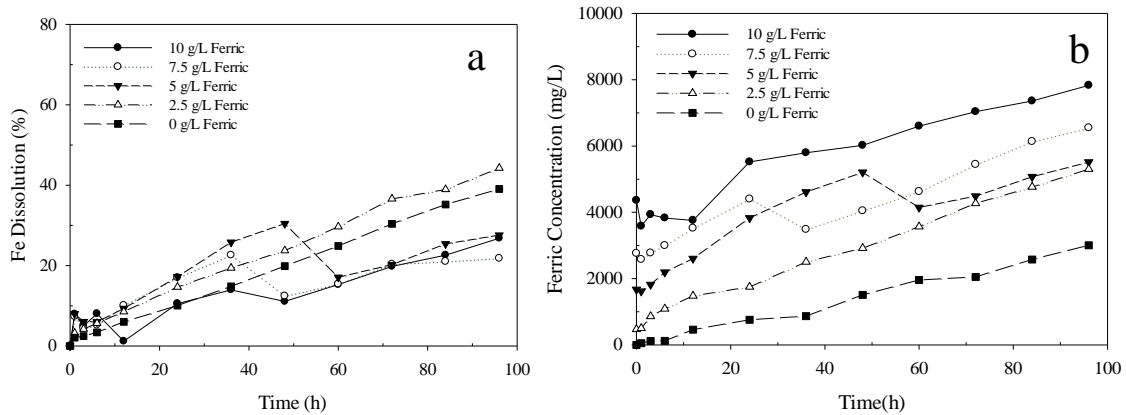 a
10 g/L Ferric
7.5 g/L Ferric
5 g/L Ferric
2.5 g/L Ferric
0 g/L Ferric
Fe Dissolution (%)
80
60
40
20
0
0 20 40 60 80 100
Time (h)
b
10 g/L Ferric
7.5 g/L Ferric
5 g/L Ferric
2.5 g/L Ferric
0 g/L Ferric
Ferric Concentration (mg/L)
10000
8000
6000
4000
2000
0
0 20 40 60 80 100
Time(h)